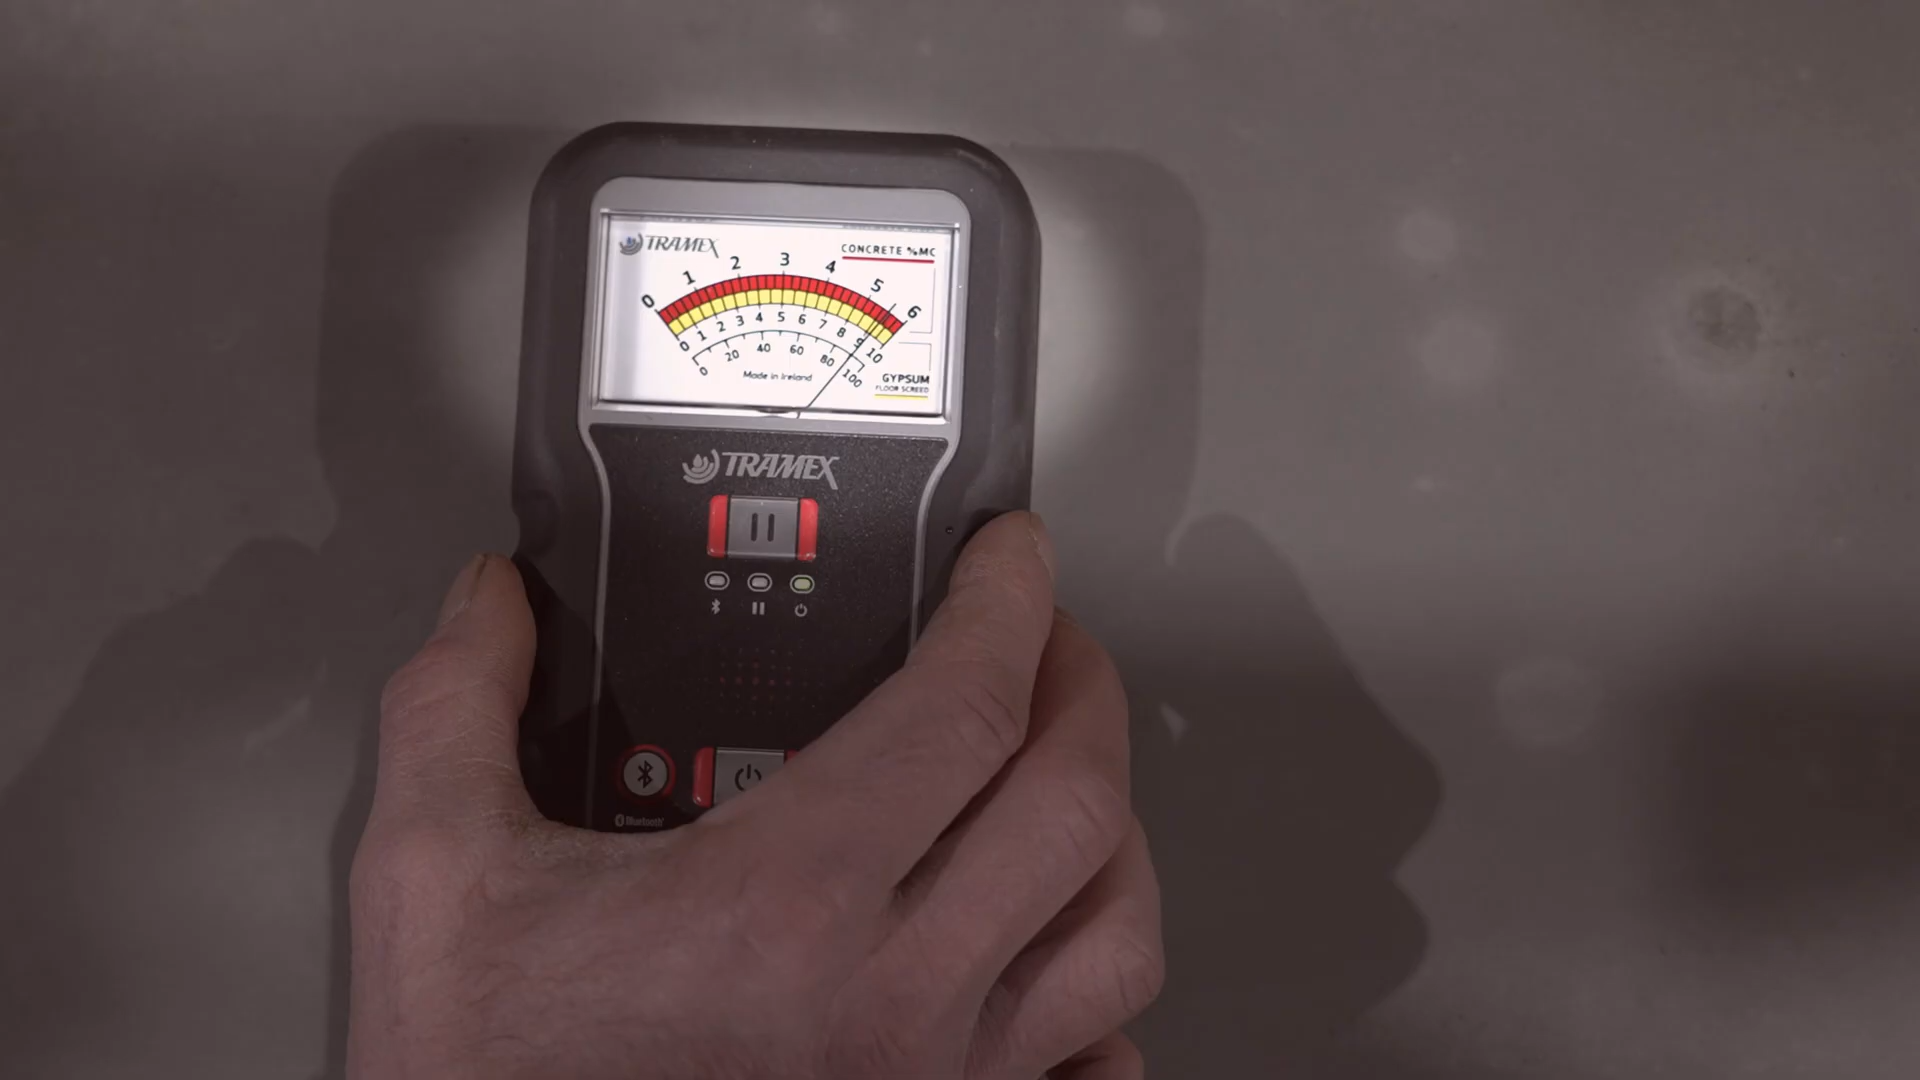 TRAMEX
CONCRETE %MC
0 1 2 3 4 5 6
0 1 2 3 4 5 6 7 8 9 10
0 20 40 60 80 100
Made in Ireland
GYPSUM
FLOOR SCREED
TRAMEX
Bluetooth